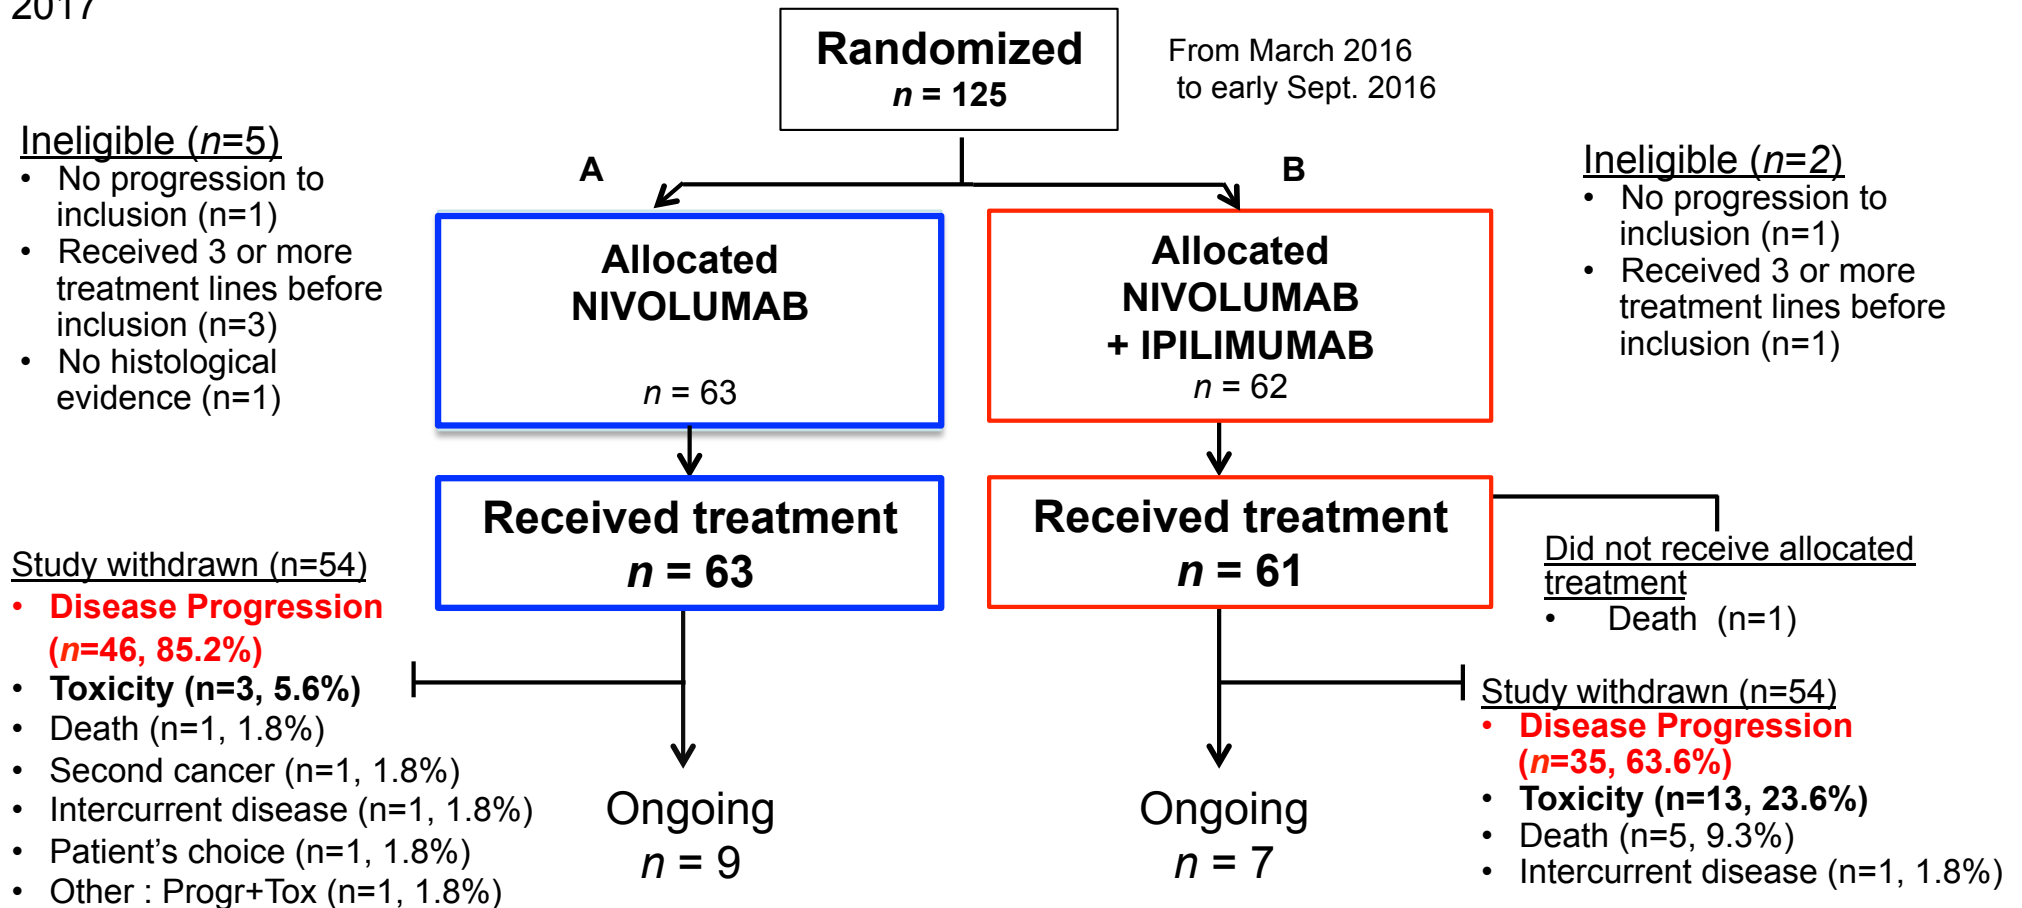 2017
Randomized
n = 125
From March 2016
to early Sept. 2016
Ineligible (n=5)
• No progression to
inclusion (n=1)
• Received 3 or more
treatment lines before
inclusion (n=3)
• No histological
evidence (n=1)
A
B
Ineligible (n=2)
• No progression to
inclusion (n=1)
• Received 3 or more
treatment lines before
inclusion (n=1)
Allocated
NIVOLUMAB
n = 63
Allocated
NIVOLUMAB
+ IPILIMUMAB
n = 62
Received treatment
n = 63
Received treatment
n = 61
Did not receive allocated
treatment
• Death (n=1)
Study withdrawn (n=54)
• Disease Progression
(n=46, 85.2%)
• Toxicity (n=3, 5.6%)
• Death (n=1, 1.8%)
• Second cancer (n=1, 1.8%)
• Intercurrent disease (n=1, 1.8%)
• Patient’s choice (n=1, 1.8%)
• Other : Progr+Tox (n=1, 1.8%)
Ongoing
n = 9
Ongoing
n = 7
Study withdrawn (n=54)
• Disease Progression
(n=35, 63.6%)
• Toxicity (n=13, 23.6%)
• Death (n=5, 9.3%)
• Intercurrent disease (n=1, 1.8%)